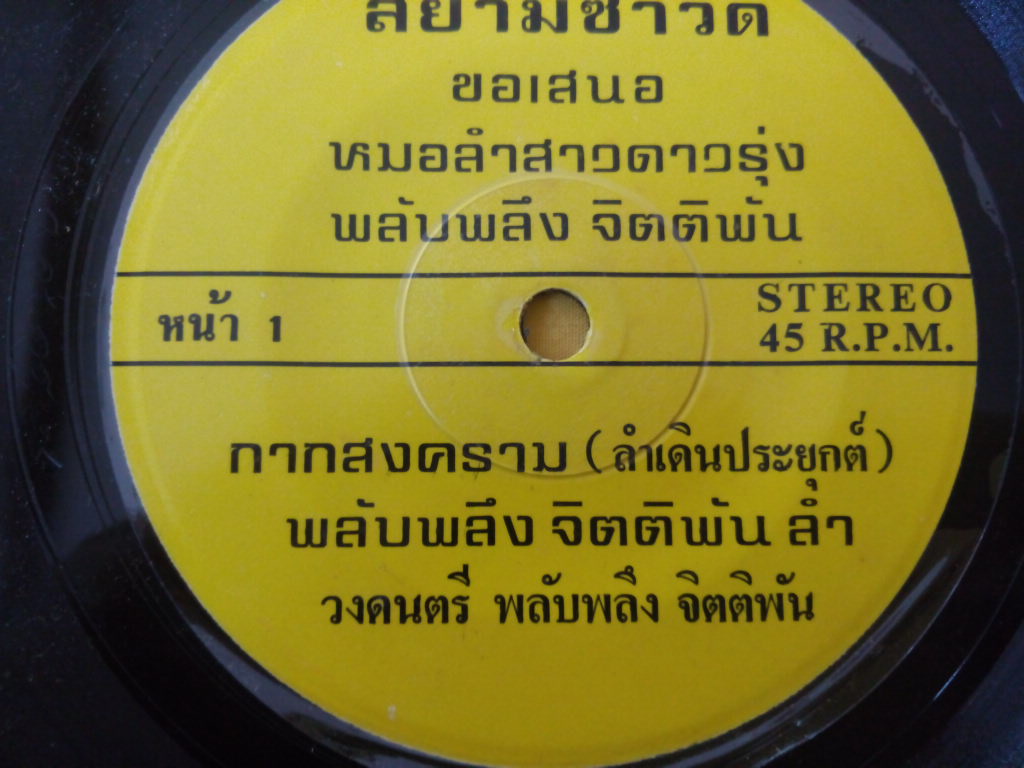 สยามซาวด
ขอเสนอ
หมอลำสาวดาวรุ่ง
พลับพลึง จิตติพัน
หน้า 1
STEREO
45 R.P.M.
กากสงคราม (ลำเดินประยุกต์)
พลับพลึง จิตติพัน ลำ
วงดนตรี พลับพลึง จิตติพัน